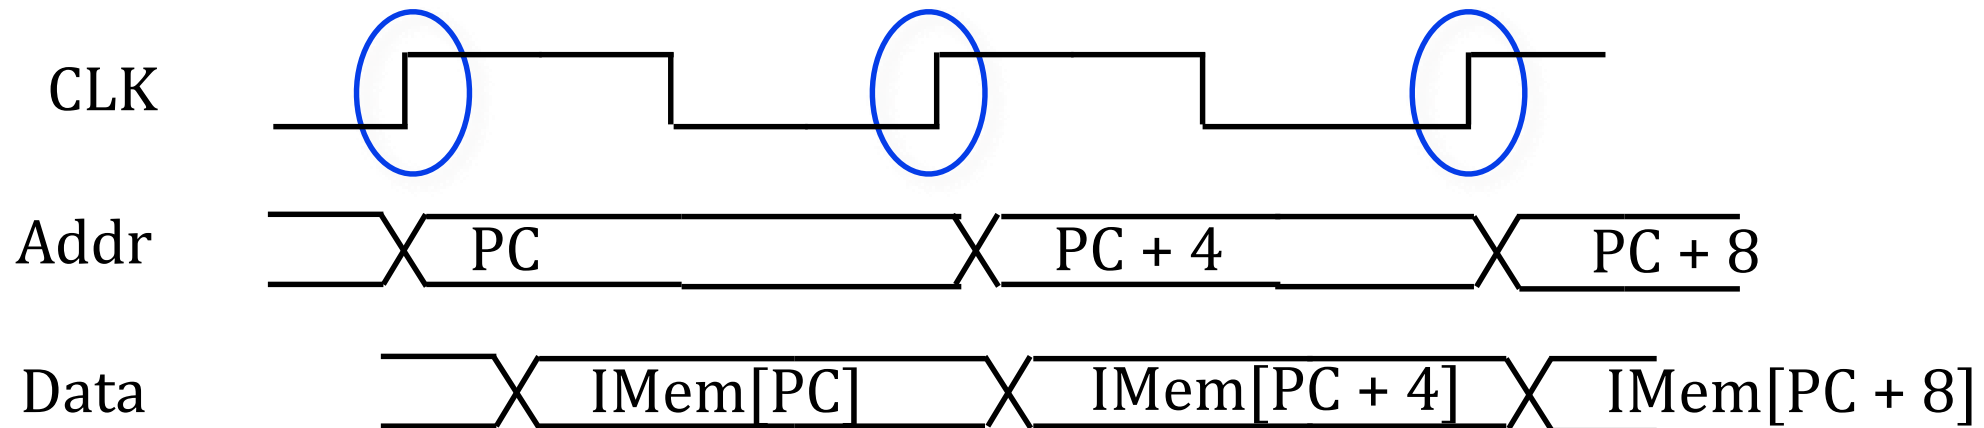 CLK
Addr PC PC + 4 PC + 8
Data IMem[PC] IMem[PC + 4] IMem[PC + 8]